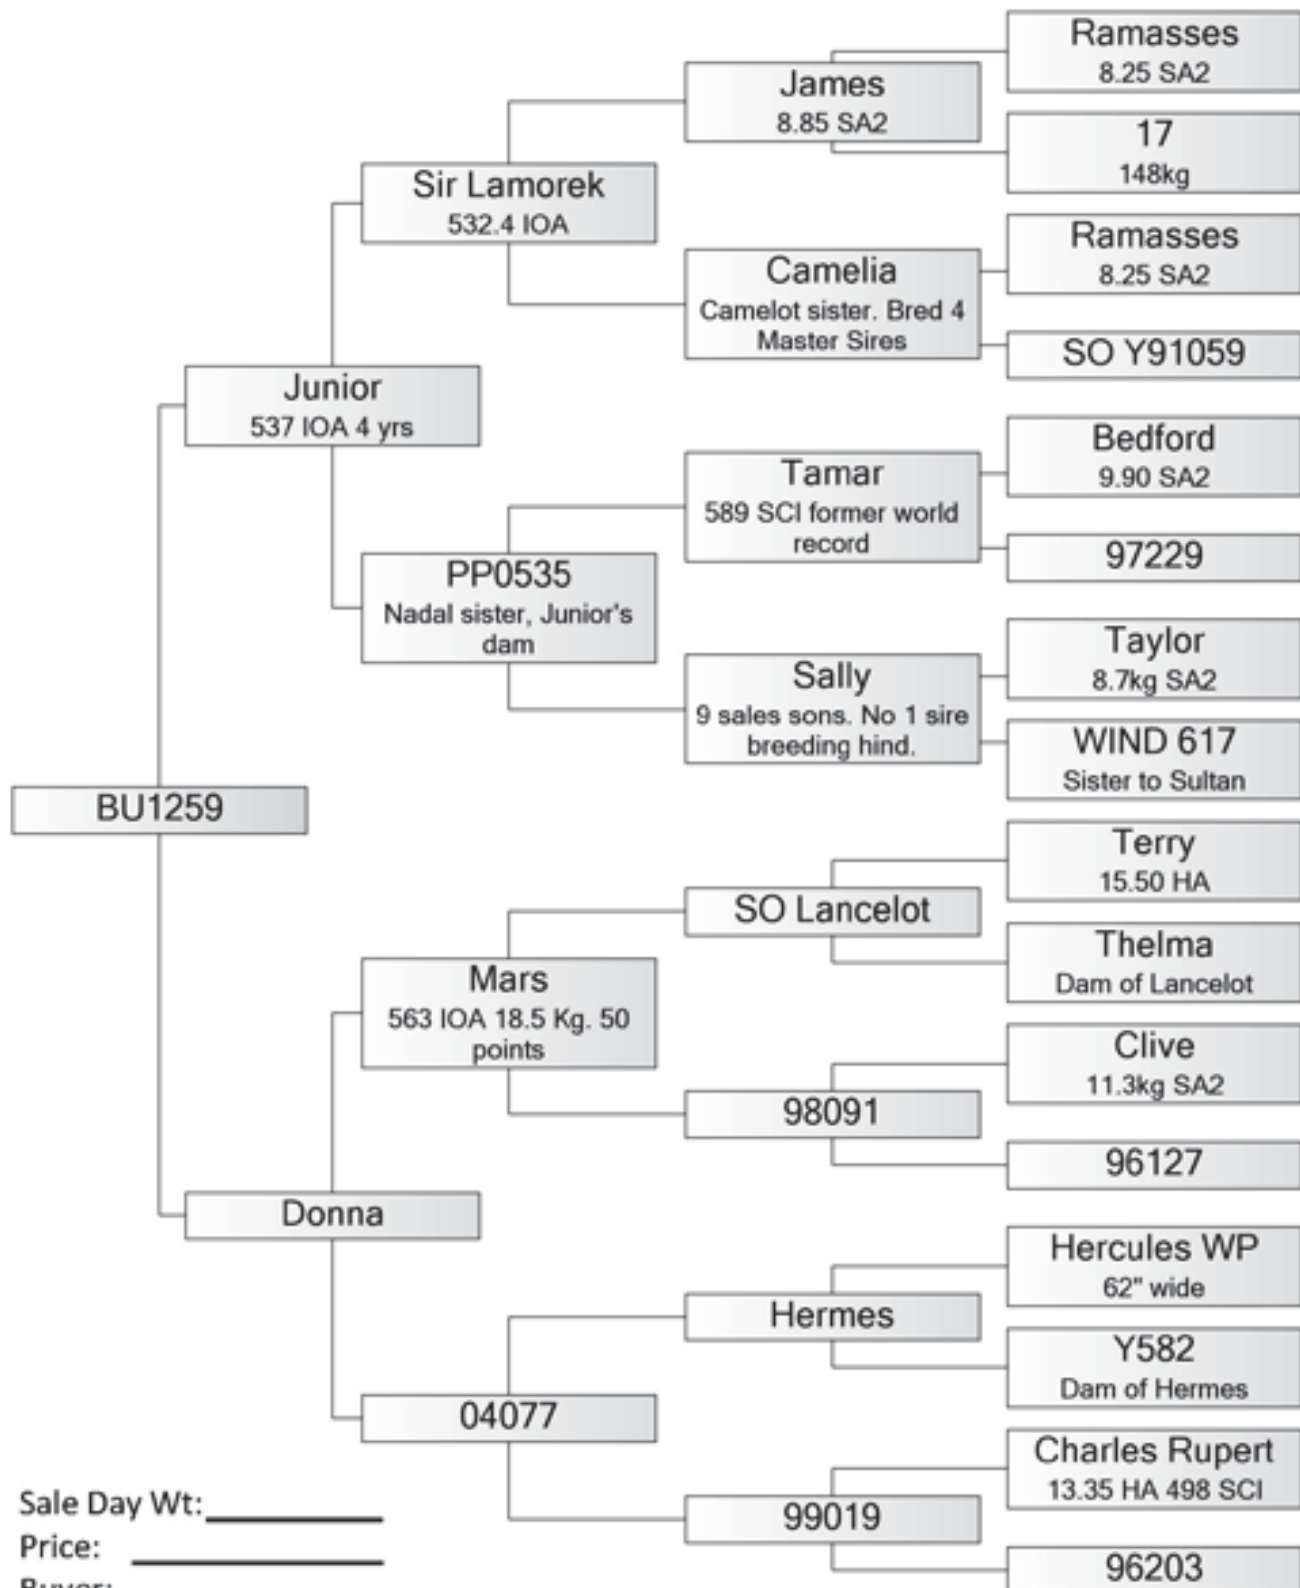 Ramasses
8.25 SA2
James
8.85 SA2
17
148kg
Sir Lamorek
532.4 IOA
Ramasses
8.25 SA2
Camelia
Camelot sister. Bred 4
Master Sires
SO Y91059
Junior
537 IOA 4 yrs
Bedford
9.90 SA2
Tamar
589 SCI former world
record
97229
PP0535
Nadal sister, Junior's
dam
Taylor
8.7kg SA2
Sally
9 sales sons. No 1 sire
breeding hind.
WIND 617
Sister to Sultan
BU1259
Terry
15.50 HA
SO Lancelot
Thelma
Dam of Lancelot
Mars
563 IOA 18.5 Kg. 50
points
Clive
11.3kg SA2
98091
96127
Donna
Hercules WP
62" wide
Hermes
Y582
Dam of Hermes
04077
Charles Rupert
13.35 HA 498 SCI
99019
96203
Sale Day Wt:
Price:
Buyer: